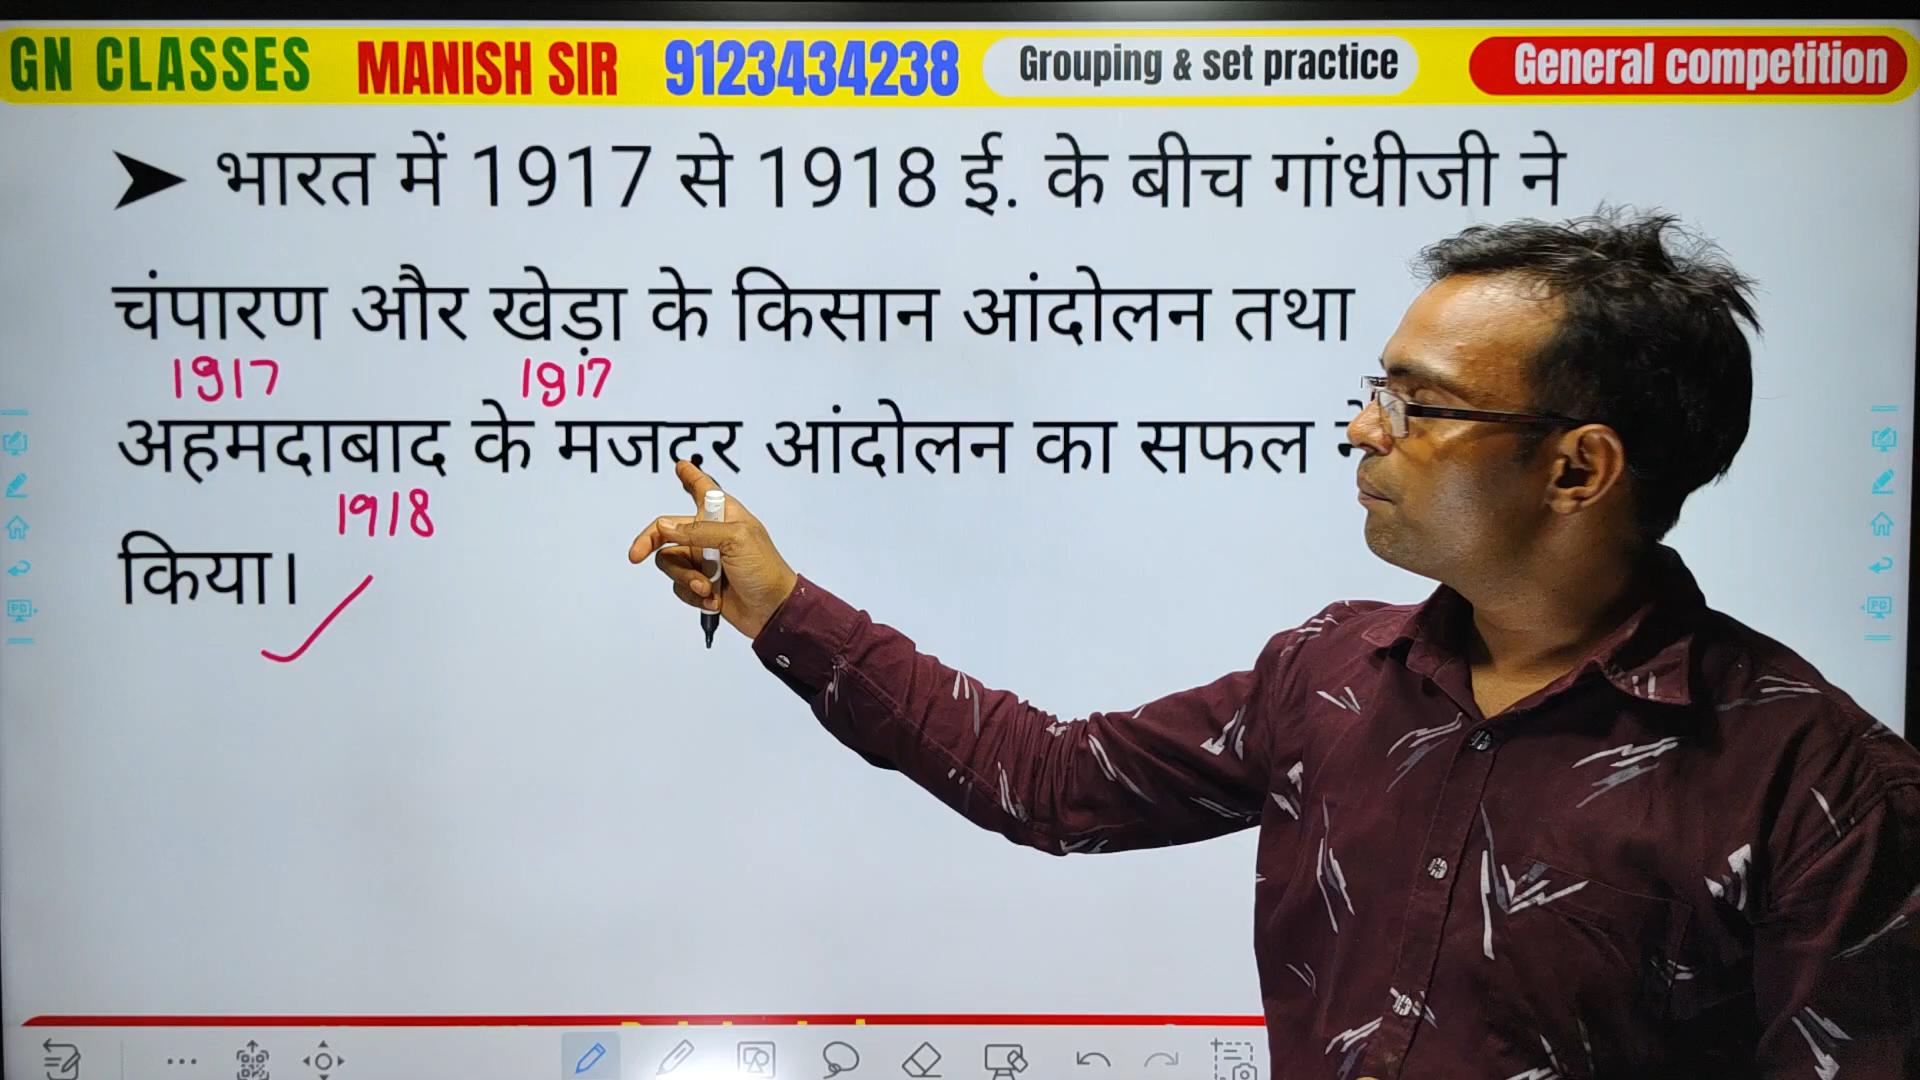 GN CLASSES MANISH SIR 9123434238 Grouping & set practice General competition
➤ भारत में 1917 से 1918 ई. के बीच गांधीजी ने
चंपारण और खेड़ा के किसान आंदोलन तथा
1917 1917
अहमदाबाद के मजदूर आंदोलन का सफल
1918
किया।